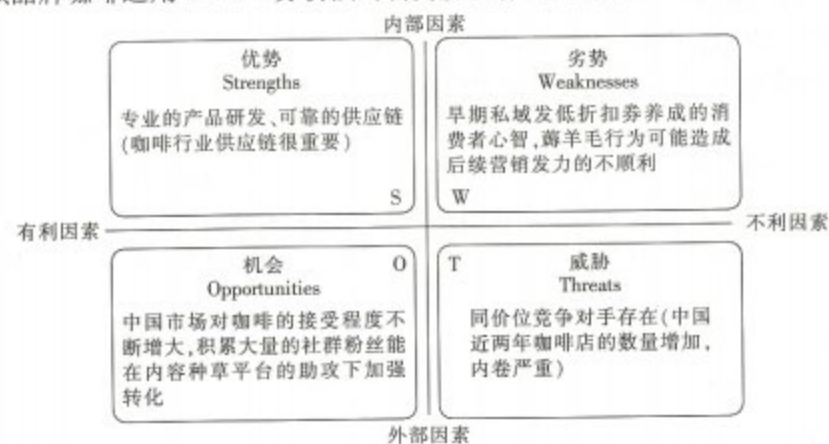 内部因素
优势
Strengths
专业的产品研发、可靠的供应链
(咖啡行业供应链很重要)
S
劣势
Weaknesses
早期私域发低折扣券养成的消
费者心智,薅羊毛行为可能造成
后续营销发力的不顺利
W
有利因素
不利因素
机会
O
Opportunities
中国市场对咖啡的接受程度不
断增大,积累大量的社群粉丝能
在内容种草平台的助攻下加强
转化
T
威胁
Threats
同价位竞争对手存在(中国
近两年咖啡店的数量增加,
内卷严重)
外部因素